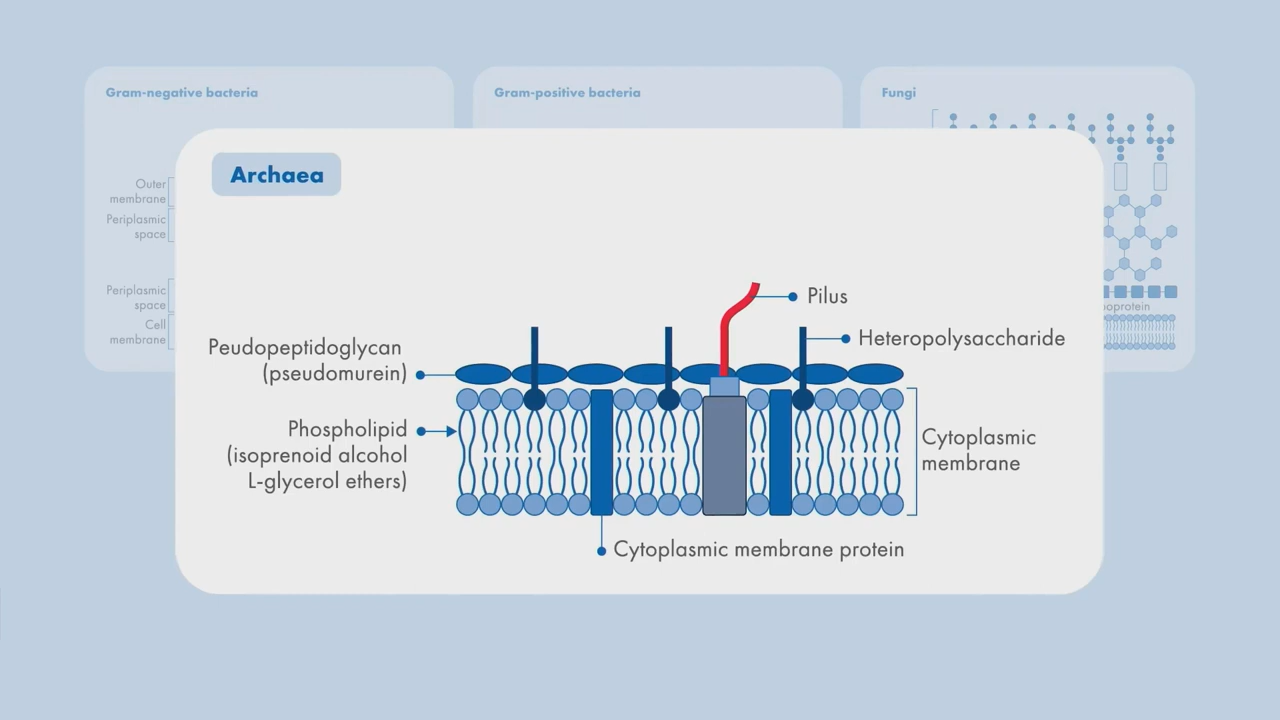 Gram-negative bacteria
Gram-positive bacteria
Fungi
Archaea
Outer
membrane
Periplasmic
space
Periplasmic
space
Cell
membrane
Pilus
Heteropolysaccharide
Peudopeptidoglycan
(pseudomurein)
Phospholipid
(isoprenoid alcohol
L-glycerol ethers)
Cytoplasmic
membrane
Cytoplasmic membrane protein